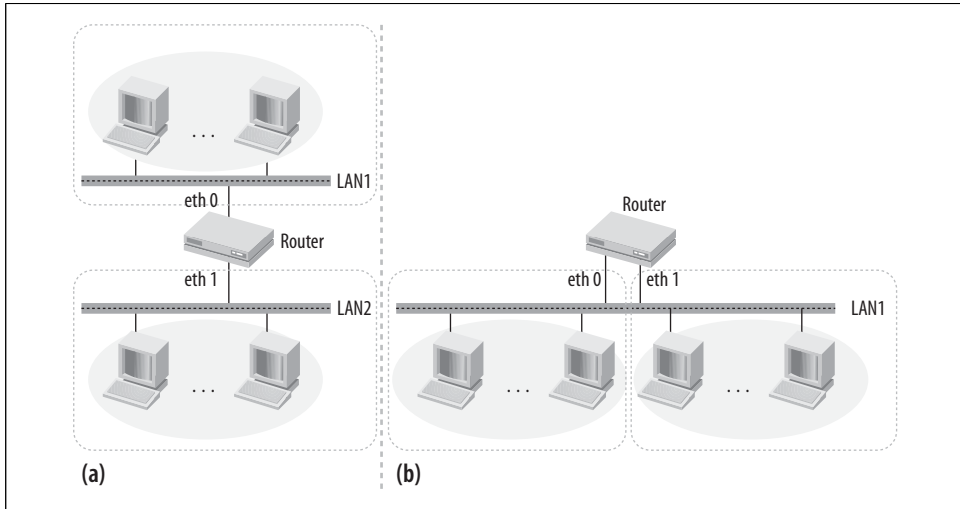 . . .
LAN1
eth 0
Router
eth 1
LAN2
. . .
(a)
Router
eth 0
eth 1
LAN1
. . .
. . .
(b)